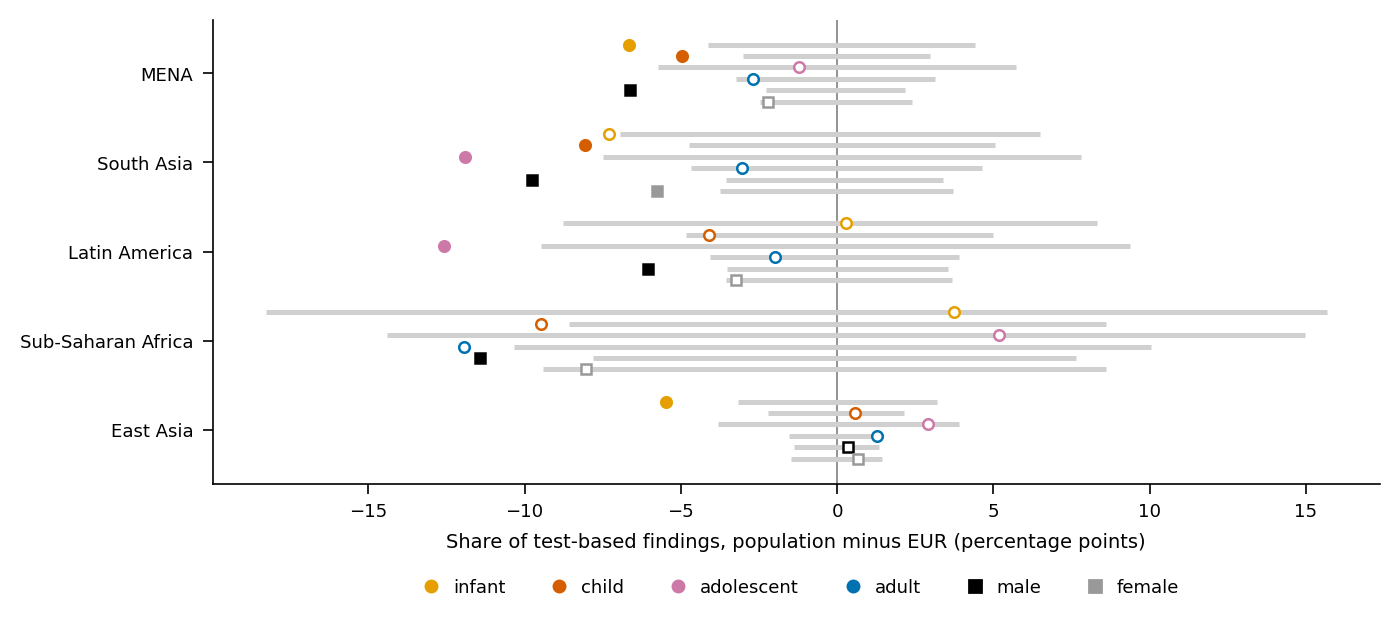 MENA
South Asia
Latin America
Sub-Saharan Africa
East Asia
−15 −10 −5 0 5 10 15
Share of test-based findings, population minus EUR (percentage points)
infant child adolescent adult male female